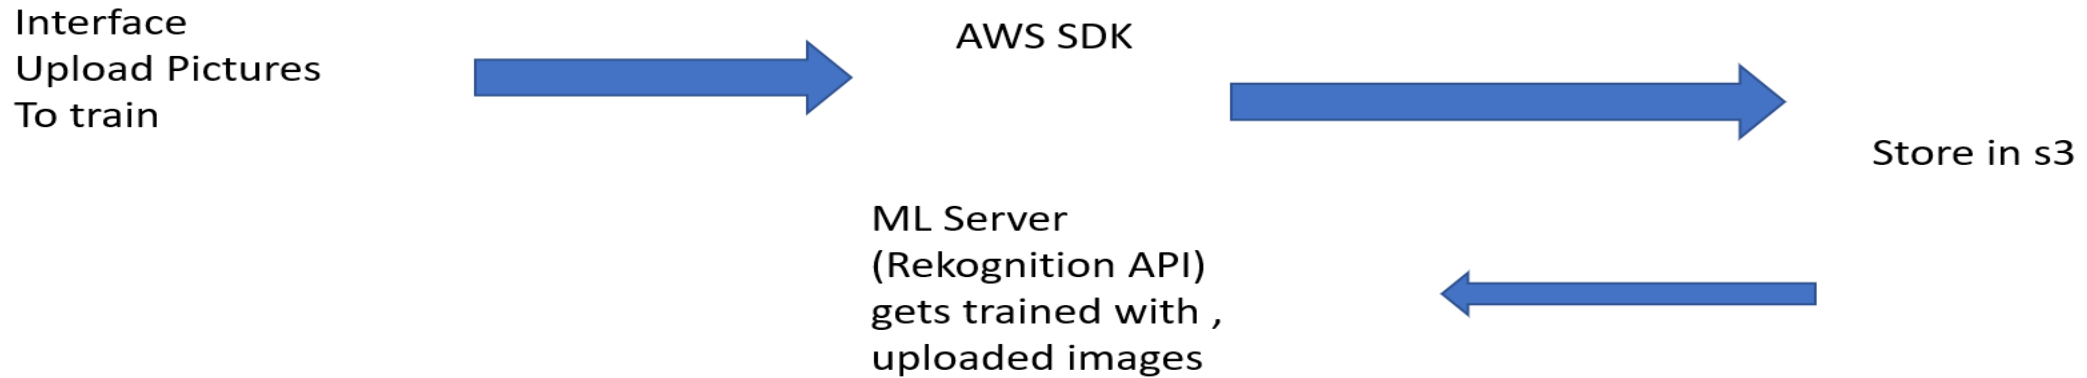 Interface
Upload Pictures
To train
AWS SDK
Store in s3
ML Server
(Rekognition API)
gets trained with ,
uploaded images